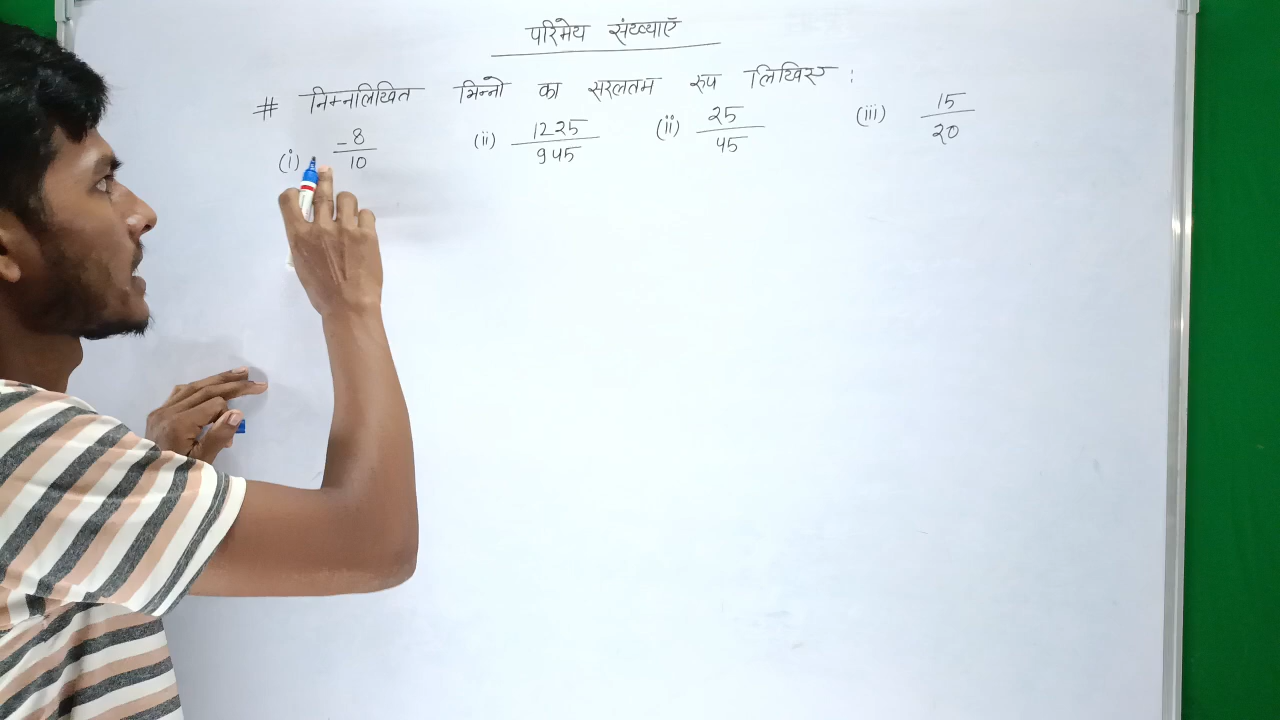 परिमेय संख्याएँ
# निम्नलिखित भिन्नो का सरलतम रुप लिखिए :
(i) -8/10 (ii) 1225/945 (ii) 25/45 (iii) 15/20